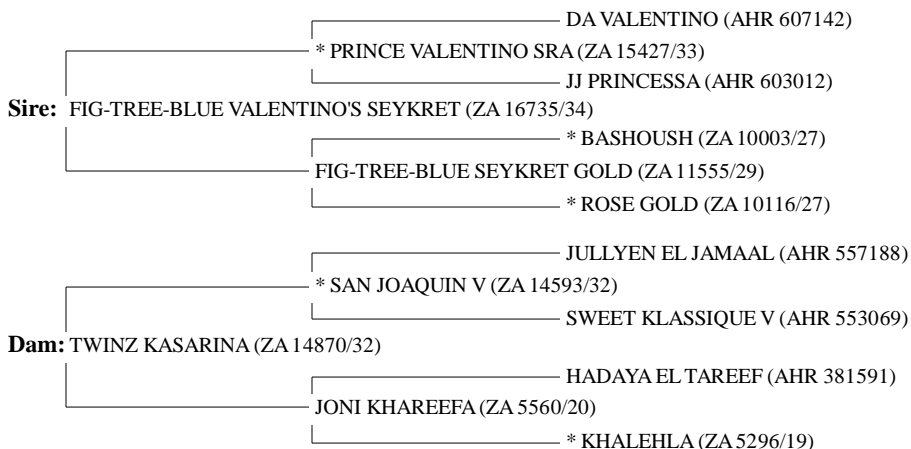 DA VALENTINO (AHR 607142)
* PRINCE VALENTINO SRA (ZA 15427/33)
JJ PRINCESSA (AHR 603012)
Sire: FIG-TREE-BLUE VALENTINO'S SEYKRET (ZA 16735/34)
* BASHOUSH (ZA 10003/27)
FIG-TREE-BLUE SEYKRET GOLD (ZA 11555/29)
* ROSE GOLD (ZA 10116/27)
JULLYEN EL JAMAAL (AHR 557188)
* SAN JOAQUIN V (ZA 14593/32)
SWEET KLASSIQUE V (AHR 553069)
Dam: TWINZ KASARINA (ZA 14870/32)
HADAYA EL TAREEF (AHR 381591)
JONI KHAREEFA (ZA 5560/20)
* KHALEHLA (ZA 5296/19)